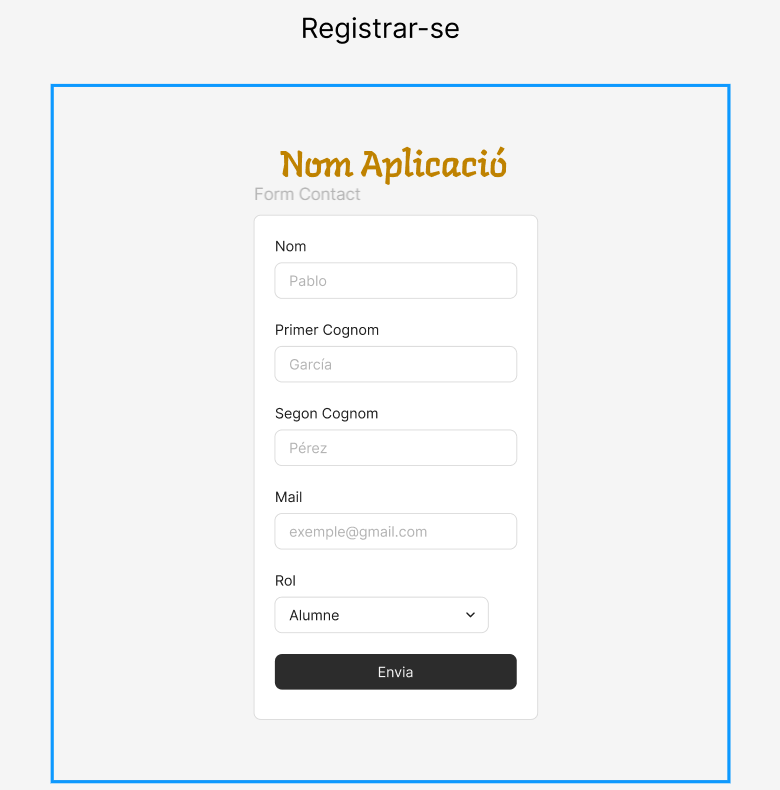 Registrar-se
Nom Aplicació
Form Contact
Nom
Pablo
Primer Cognom
García
Segon Cognom
Pérez
Mail
exemple@gmail.com
Rol
Alumne
Envia